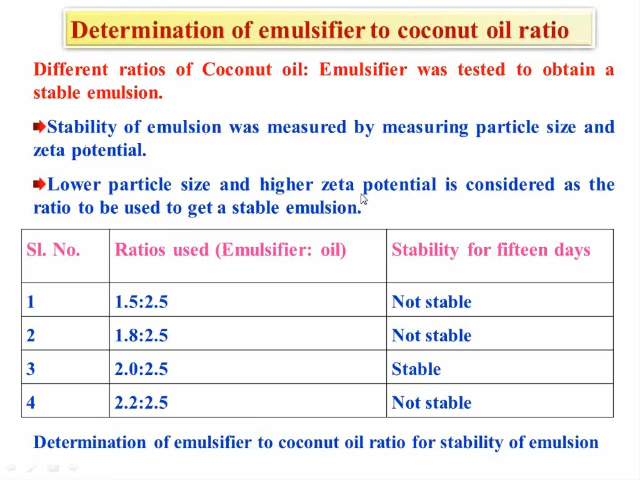 Determination of emulsifier to coconut oil ratio
Different ratios of Coconut oil: Emulsifier was tested to obtain a
stable emulsion.
Stability of emulsion was measured by measuring particle size and
zeta potential.
Lower particle size and higher zeta potential is considered as the
ratio to be used to get a stable emulsion.
Sl. No. Ratios used (Emulsifier: oil) Stability for fifteen days
1 1.5:2.5 Not stable
2 1.8:2.5 Not stable
3 2.0:2.5 Stable
4 2.2:2.5 Not stable
Determination of emulsifier to coconut oil ratio for stability of emulsion